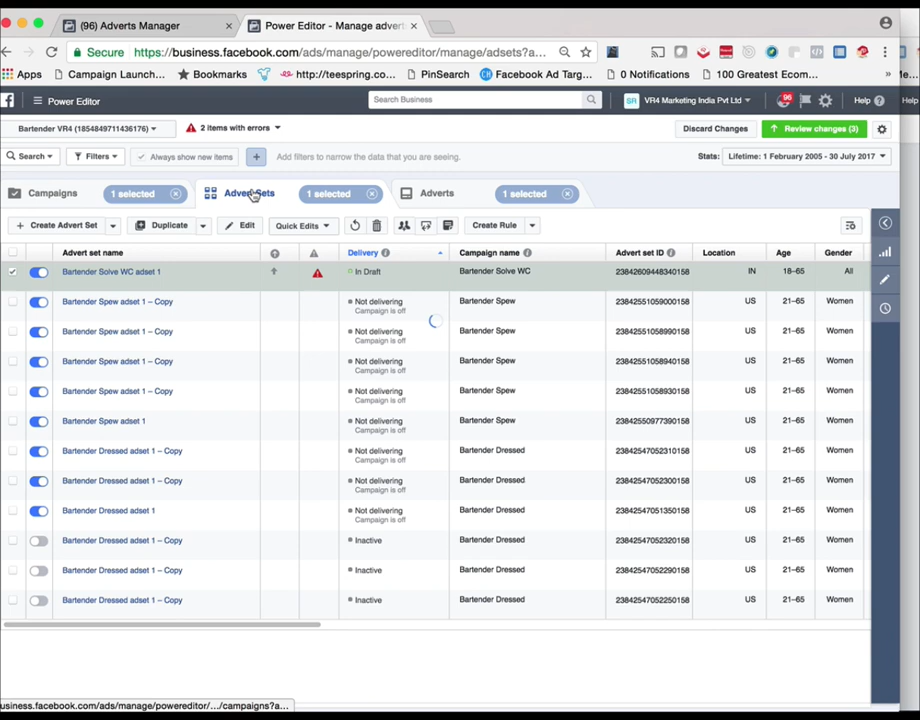 (96) Adverts Manager
Power Editor - Manage advert
Secure https://business.facebook.com/ads/manage/powereditor/manage/adsets?a...
Apps Campaign Launch... Bookmarks http://teespring.co... PinSearch Facebook Ad Targ... 0 Notifications 100 Greatest Ecom... »
Power Editor Search Business SR VR4 Marketing India Pvt Ltd 96 Help Help
Bartender VR4 (1854849711436176) 2 items with errors Discard Changes Review changes (3)
Search Filters Always show new items + Add filters to narrow the data that you are seeing. Stats: Lifetime: 1 February 2005 - 30 July 2017
Campaigns 1 selected Advert Sets 1 selected Adverts 1 selected
+ Create Advert Set Duplicate Edit Quick Edits Create Rule
Advert set name Delivery Campaign name Advert set ID Location Age Gender
Bartender Solve WC adset 1 In Draft Bartender Solve WC 23842609448340158 IN 18–65 All
Bartender Spew adset 1 – Copy Not delivering Bartender Spew 23842551059000158 US 21–65 Women
Campaign is off
Bartender Spew adset 1 – Copy Not delivering Bartender Spew 23842551058990158 US 21–65 Women
Campaign is off
Bartender Spew adset 1 – Copy Not delivering Bartender Spew 23842551058940158 US 21–65 Women
Campaign is off
Bartender Spew adset 1 – Copy Not delivering Bartender Spew 23842551058930158 US 21–65 Women
Campaign is off
Bartender Spew adset 1 Not delivering Bartender Spew 23842550977390158 US 21–65 Women
Campaign is off
Bartender Dressed adset 1 – Copy Not delivering Bartender Dressed 23842547052310158 US 21–65 Women
Campaign is off
Bartender Dressed adset 1 – Copy Not delivering Bartender Dressed 23842547052300158 US 21–65 Women
Campaign is off
Bartender Dressed adset 1 Not delivering Bartender Dressed 23842547051350158 US 21–65 Women
Campaign is off
Bartender Dressed adset 1 – Copy Inactive Bartender Dressed 23842547052320158 US 21–65 Women
Bartender Dressed adset 1 – Copy Inactive Bartender Dressed 23842547052290158 US 21–65 Women
Bartender Dressed adset 1 – Copy Inactive Bartender Dressed 23842547052250158 US 21–65 Women
usiness.facebook.com/ads/manage/powereditor/.../campaigns?a...